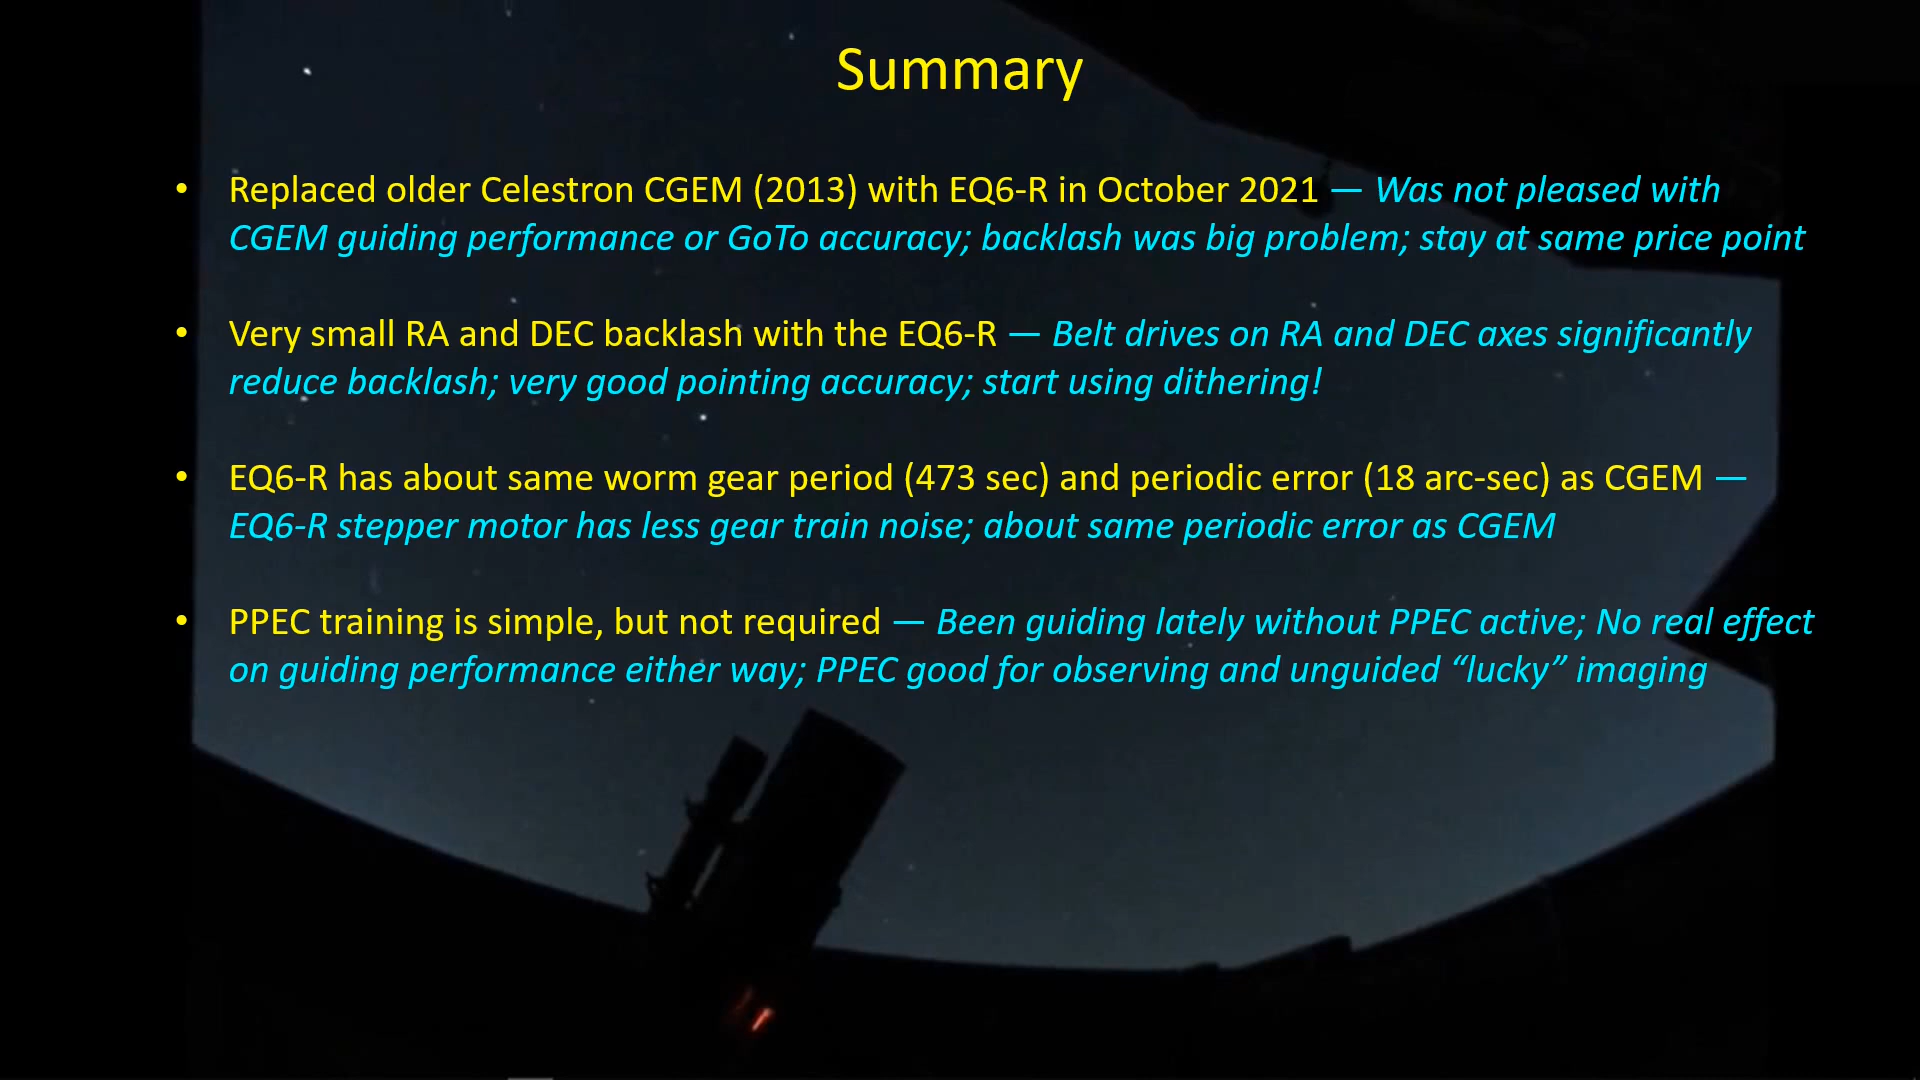 Summary
• Replaced older Celestron CGEM (2013) with EQ6-R in October 2021 — Was not pleased with
CGEM guiding performance or GoTo accuracy; backlash was big problem; stay at same price point
• Very small RA and DEC backlash with the EQ6-R — Belt drives on RA and DEC axes significantly
reduce backlash; very good pointing accuracy; start using dithering!
• EQ6-R has about same worm gear period (473 sec) and periodic error (18 arc-sec) as CGEM —
EQ6-R stepper motor has less gear train noise; about same periodic error as CGEM
• PPEC training is simple, but not required — Been guiding lately without PPEC active; No real effect
on guiding performance either way; PPEC good for observing and unguided “lucky” imaging